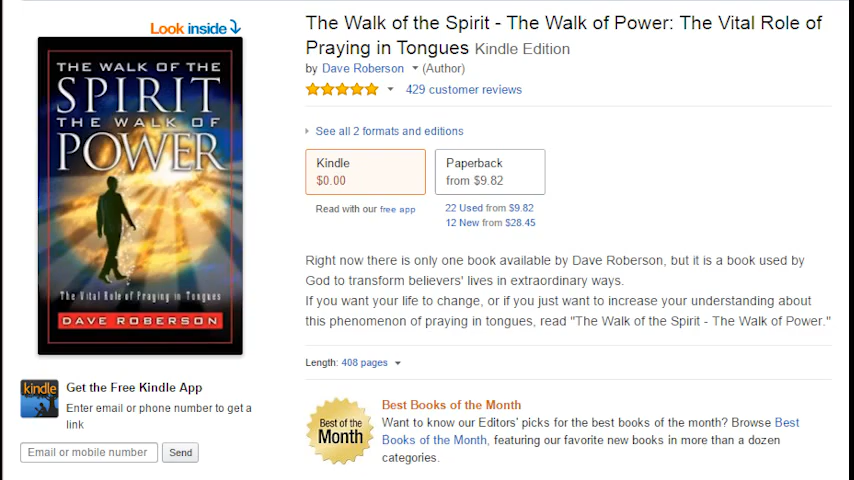 Look inside
THE WALK OF THE
SPIRIT
THE WALK OF
POWER
The Vital Role of Praying in Tongues
DAVE ROBERSON
kindle
Get the Free Kindle App
Enter email or phone number to get a
link
Email or mobile number
Send
The Walk of the Spirit - The Walk of Power: The Vital Role of
Praying in Tongues Kindle Edition
by Dave Roberson (Author)
429 customer reviews
See all 2 formats and editions
Kindle
$0.00
Paperback
from $9.82
Read with our free app
22 Used from $9.82
12 New from $28.45
Right now there is only one book available by Dave Roberson, but it is a book used by
God to transform believers' lives in extraordinary ways.
If you want your life to change, or if you just want to increase your understanding about
this phenomenon of praying in tongues, read "The Walk of the Spirit - The Walk of Power."
Length: 408 pages
Best of the
Month
Best Books of the Month
Want to know our Editors' picks for the best books of the month? Browse Best
Books of the Month, featuring our favorite new books in more than a dozen
categories.